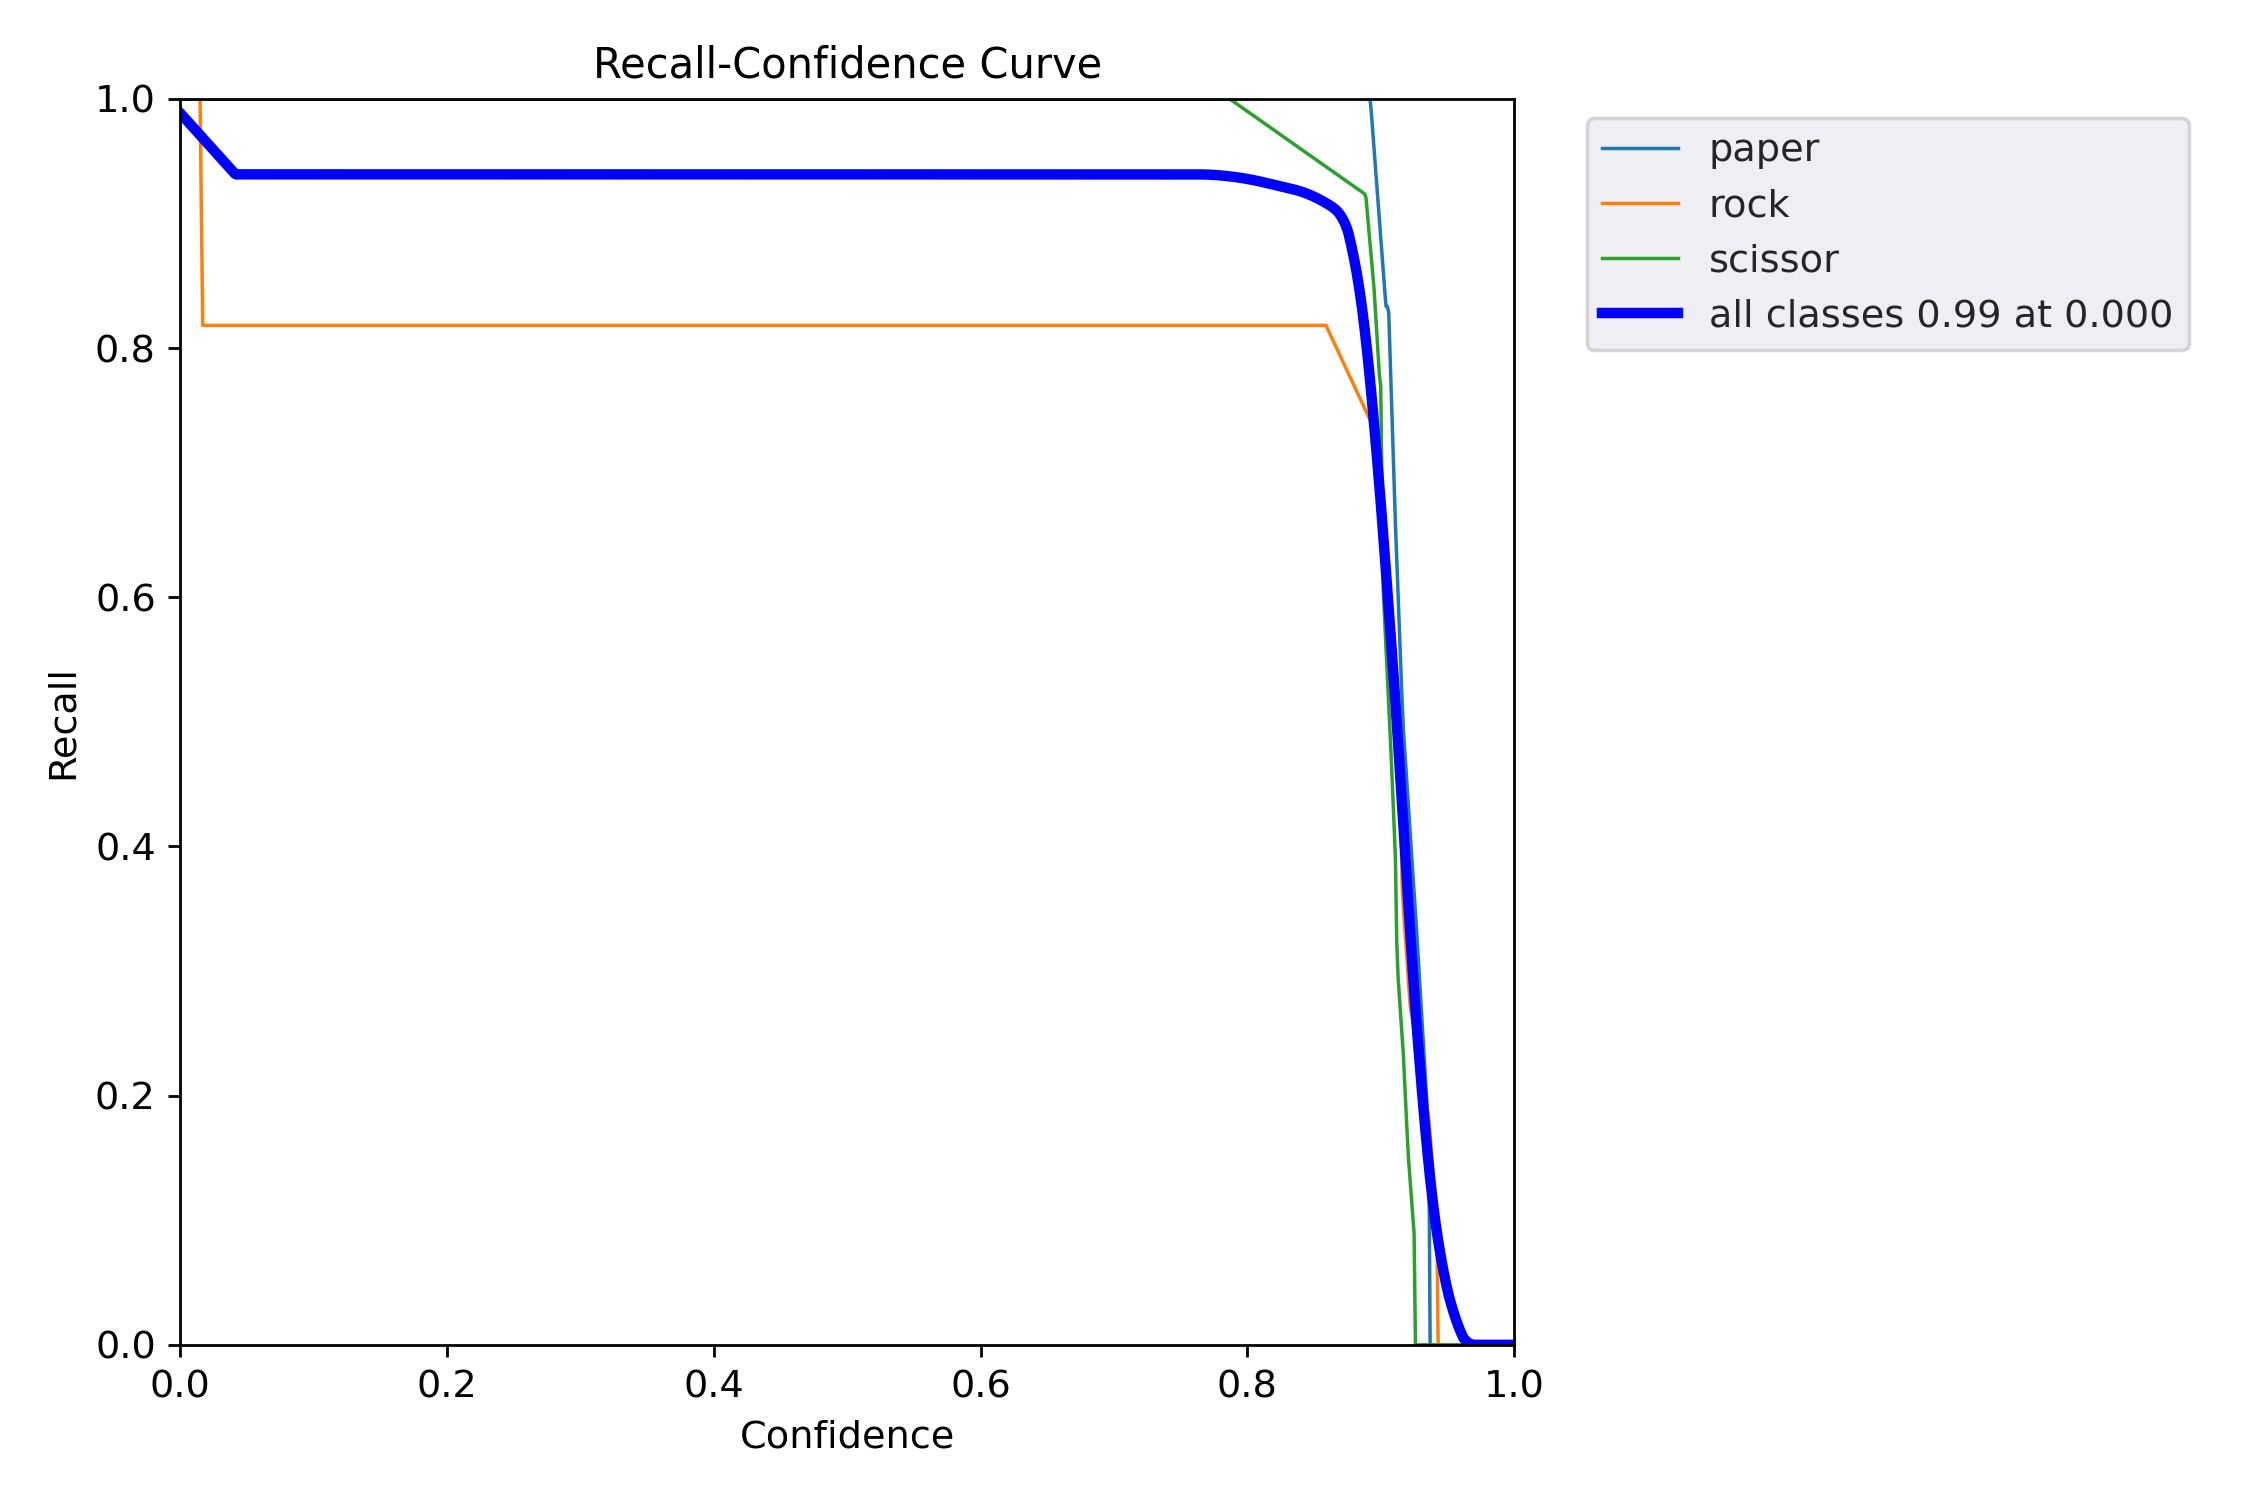 Recall-Confidence Curve
1.0
0.8
0.6
0.4
0.2
0.0
Recall
0.0 0.2 0.4 0.6 0.8 1.0
Confidence
paper
rock
scissor
all classes 0.99 at 0.000